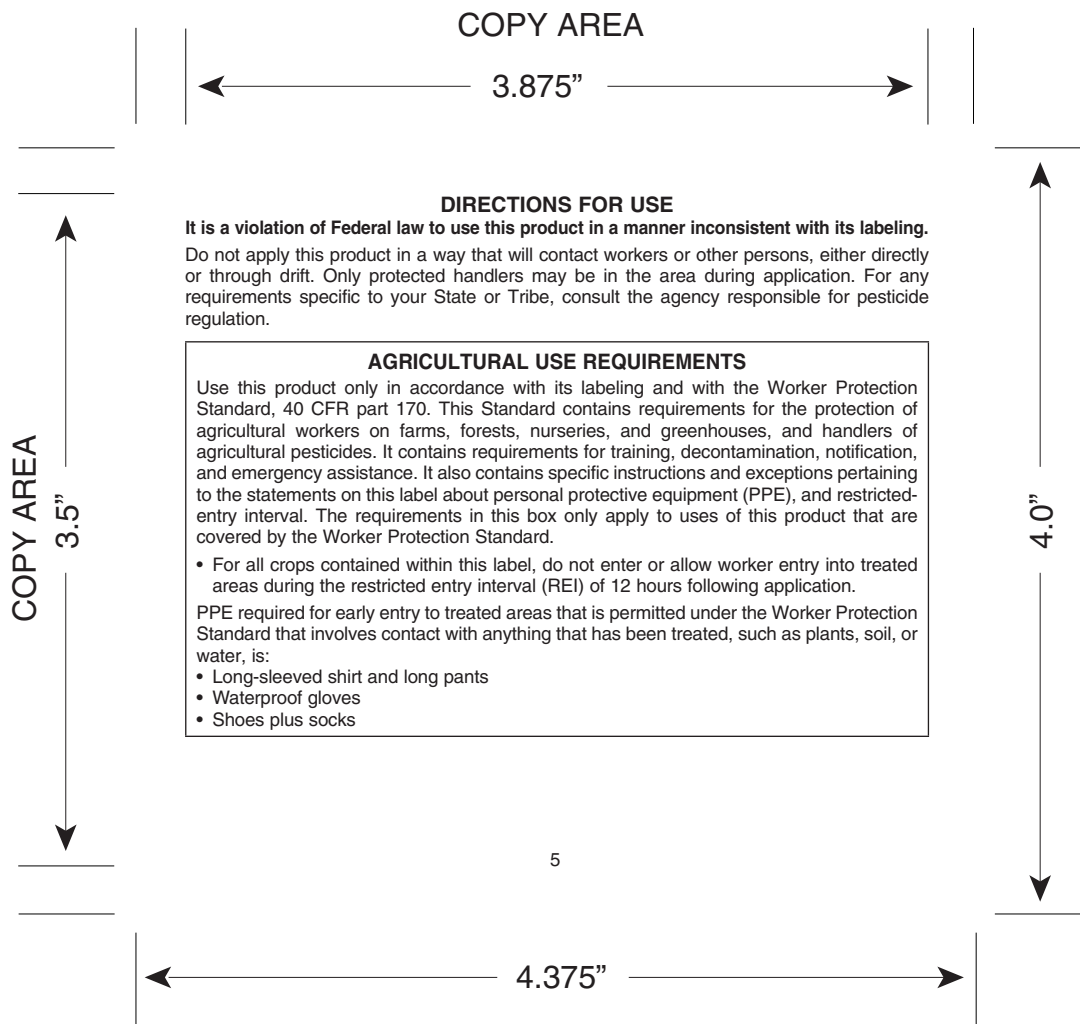 COPY AREA
3.875”
DIRECTIONS FOR USE
It is a violation of Federal law to use this product in a manner inconsistent with its labeling.
Do not apply this product in a way that will contact workers or other persons, either directly
or through drift. Only protected handlers may be in the area during application. For any
requirements specific to your State or Tribe, consult the agency responsible for pesticide
regulation.
AGRICULTURAL USE REQUIREMENTS
Use this product only in accordance with its labeling and with the Worker Protection
Standard, 40 CFR part 170. This Standard contains requirements for the protection of
agricultural workers on farms, forests, nurseries, and greenhouses, and handlers of
agricultural pesticides. It contains requirements for training, decontamination, notification,
and emergency assistance. It also contains specific instructions and exceptions pertaining
to the statements on this label about personal protective equipment (PPE), and restricted-
entry interval. The requirements in this box only apply to uses of this product that are
covered by the Worker Protection Standard.
• For all crops contained within this label, do not enter or allow worker entry into treated
areas during the restricted entry interval (REI) of 12 hours following application.
PPE required for early entry to treated areas that is permitted under the Worker Protection
Standard that involves contact with anything that has been treated, such as plants, soil, or
water, is:
• Long-sleeved shirt and long pants
• Waterproof gloves
• Shoes plus socks
COPY AREA
3.5”
4.0”
5
4.375”